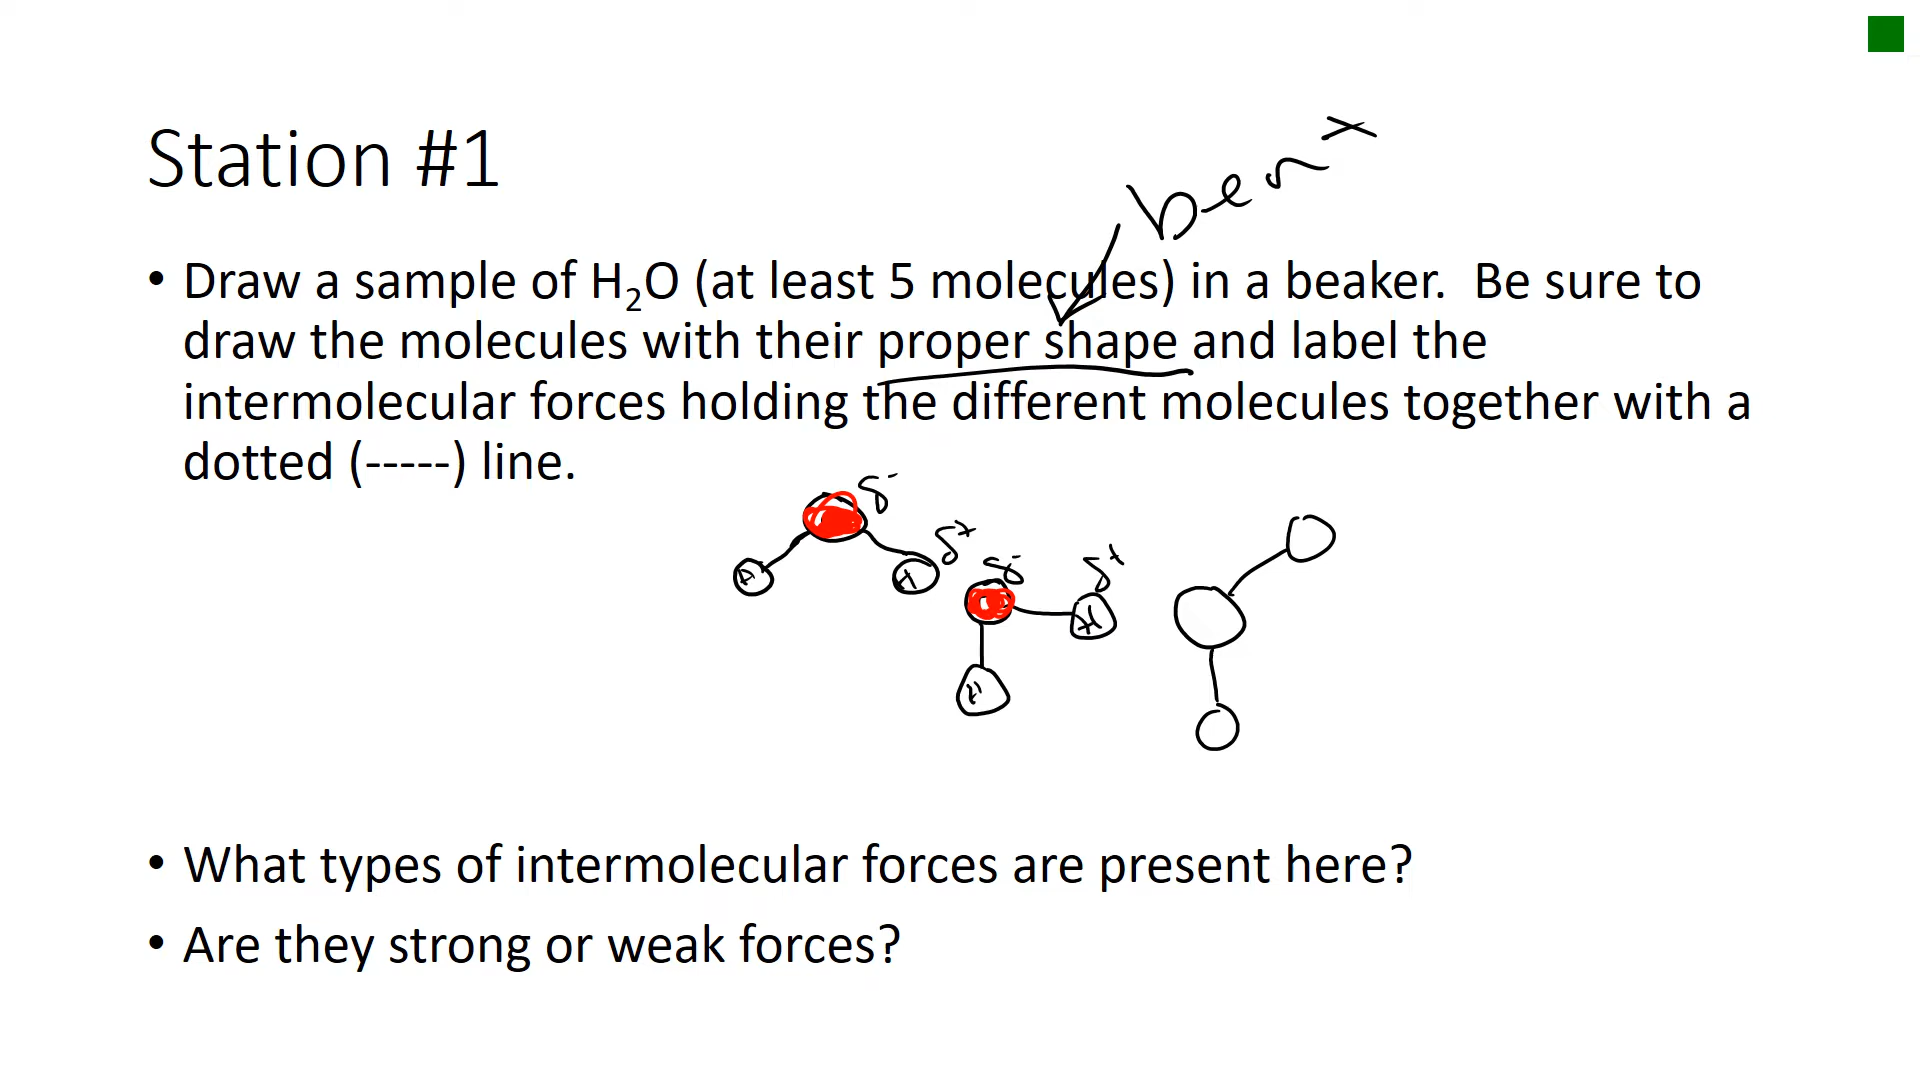 Station #1
bent
• Draw a sample of H₂O (at least 5 molecules) in a beaker.  Be sure to
draw the molecules with their proper shape and label the
intermolecular forces holding the different molecules together with a
dotted (-----) line.
δ-
δ+
δ-
δ+
H
H
H
H
• What types of intermolecular forces are present here?
• Are they strong or weak forces?